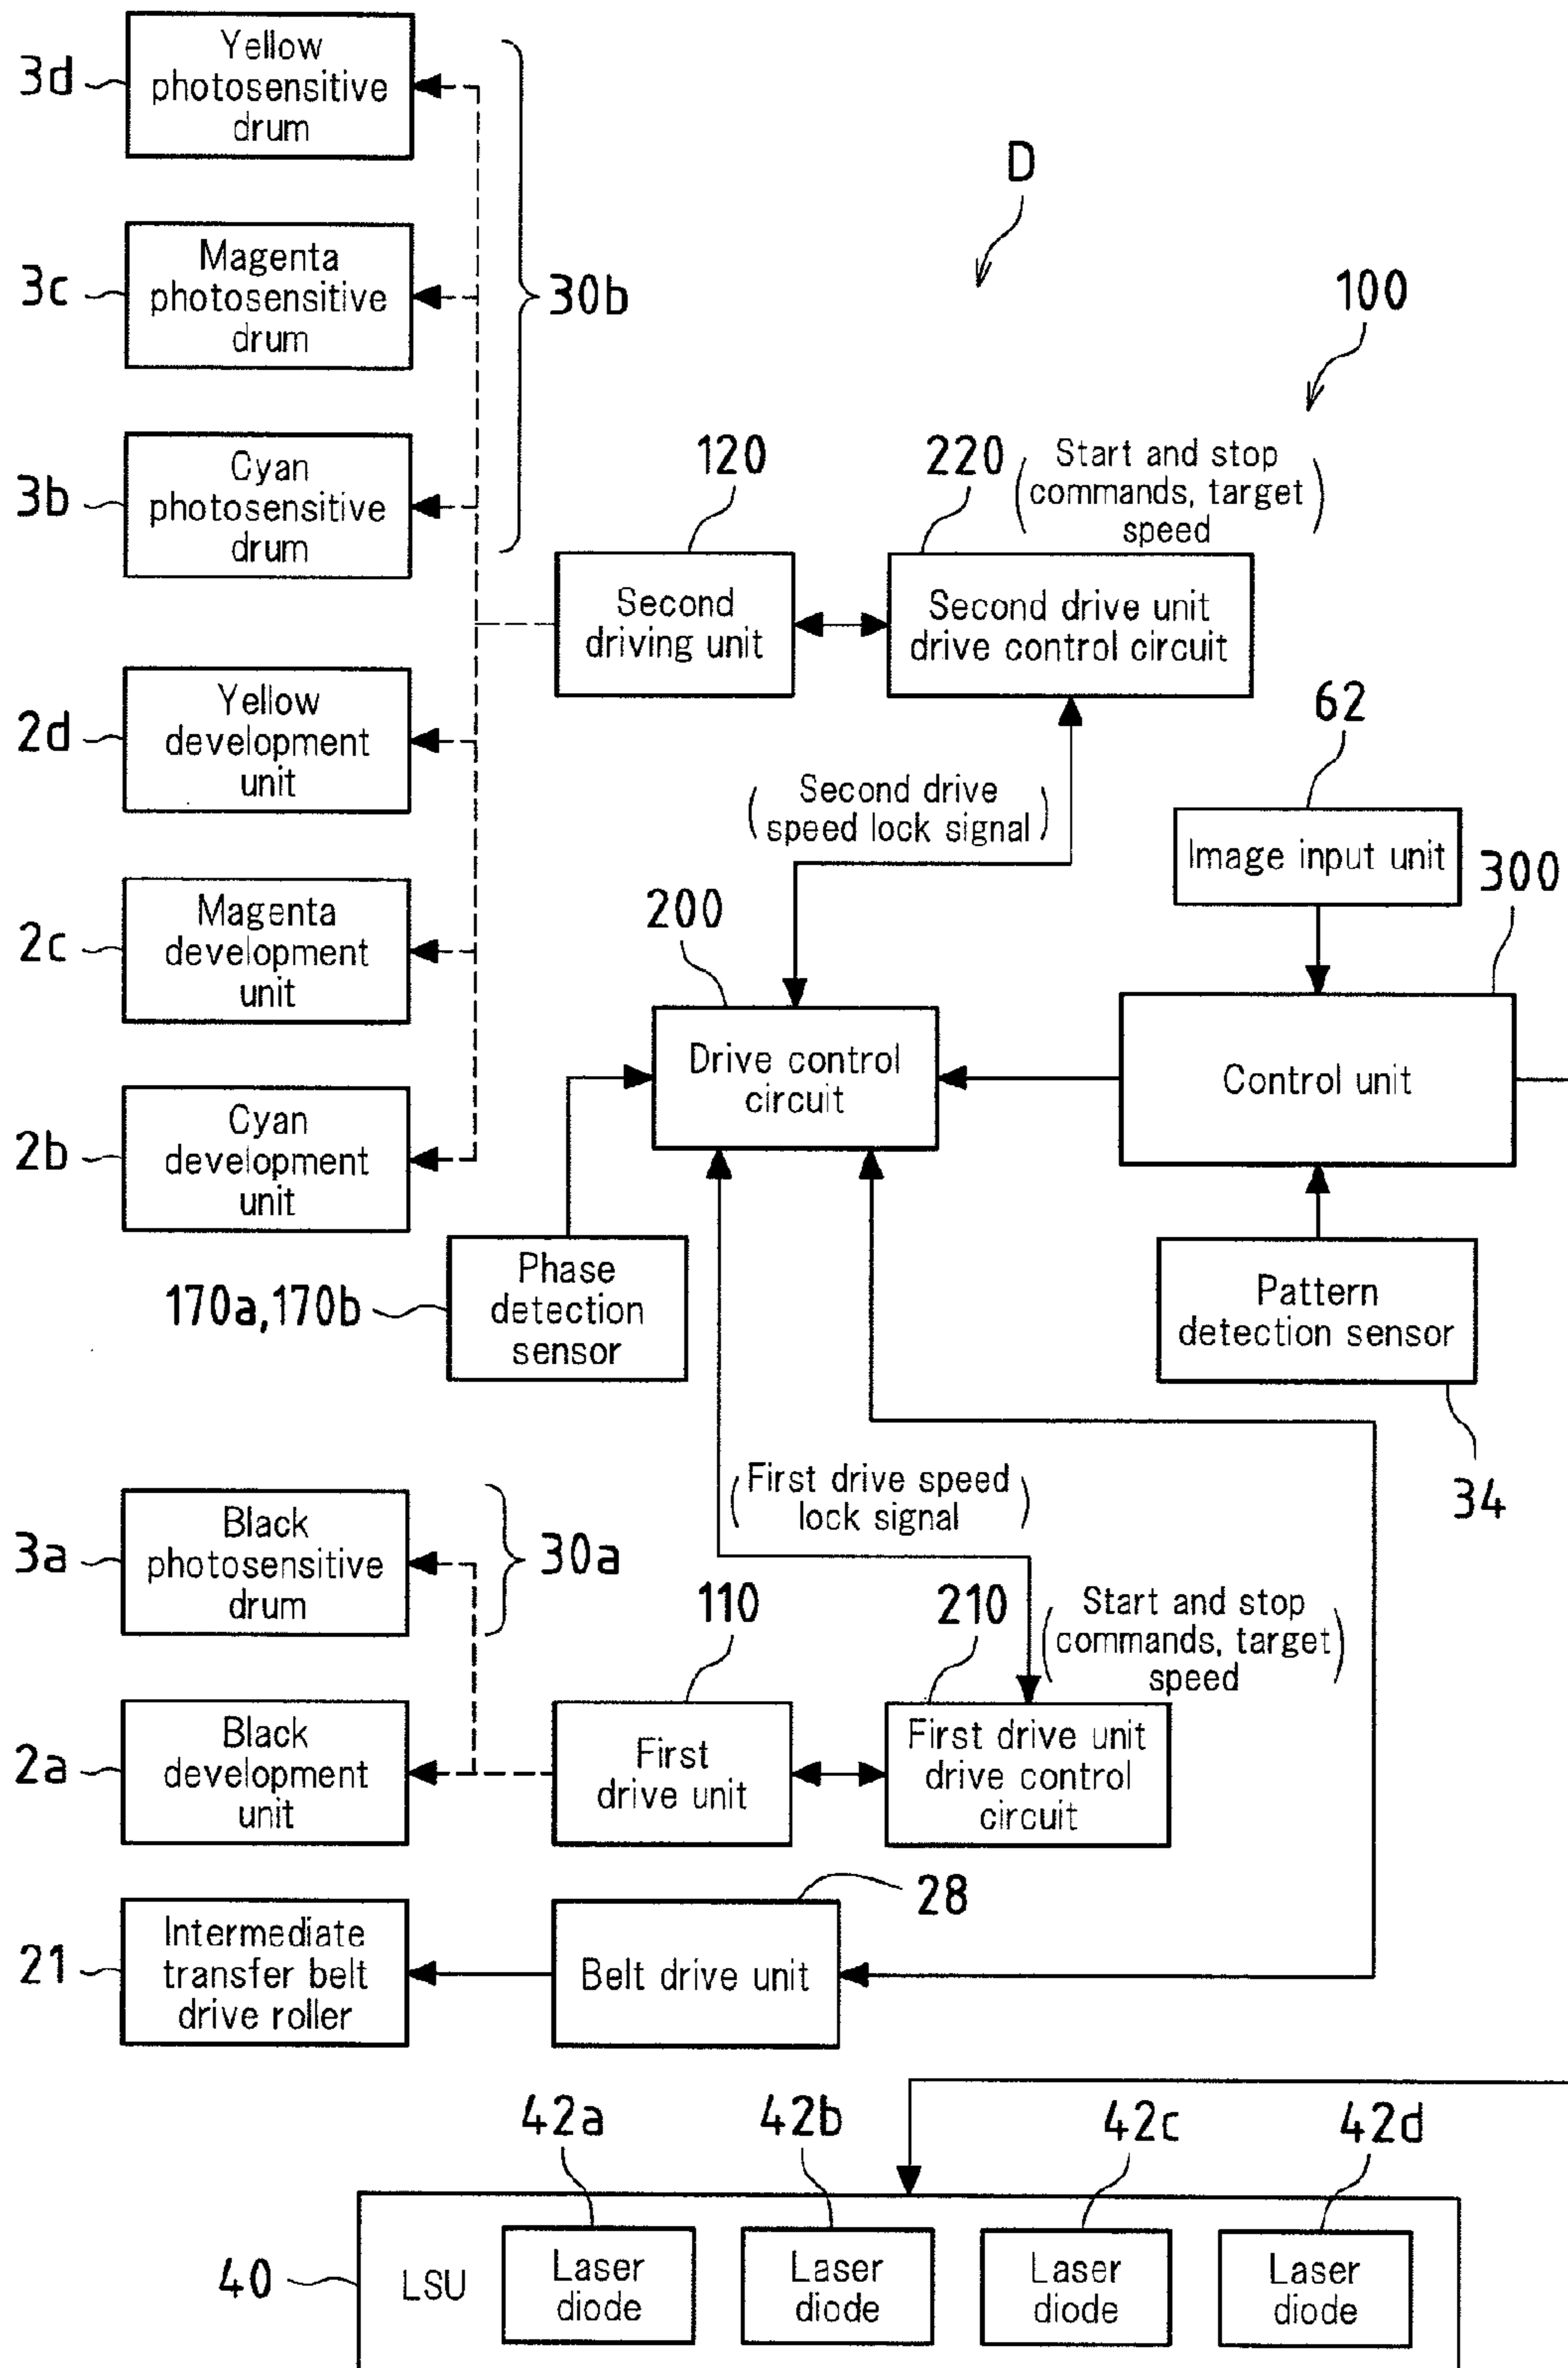 3d
Yellow
photosensitive
drum
D
3c
Magenta
photosensitive
drum
30b
100
3b
Cyan
photosensitive
drum
120
220
(Start and stop
commands, target
speed)
Second
driving unit
Second drive unit
drive control circuit
2d
Yellow
development
unit
62
(Second drive
speed lock signal)
Image input unit
300
2c
Magenta
development
unit
200
Drive control
circuit
Control unit
2b
Cyan
development
unit
170a,170b
Phase
detection
sensor
Pattern
detection sensor
34
(First drive speed
lock signal)
3a
Black
photosensitive
drum
30a
110
210
(Start and stop
commands, target
speed)
2a
Black
development
unit
First
drive unit
First drive unit
drive control
circuit
28
21
Intermediate
transfer belt
drive roller
Belt drive unit
42a
42b
42c
42d
40
LSU
Laser
diode
Laser
diode
Laser
diode
Laser
diode